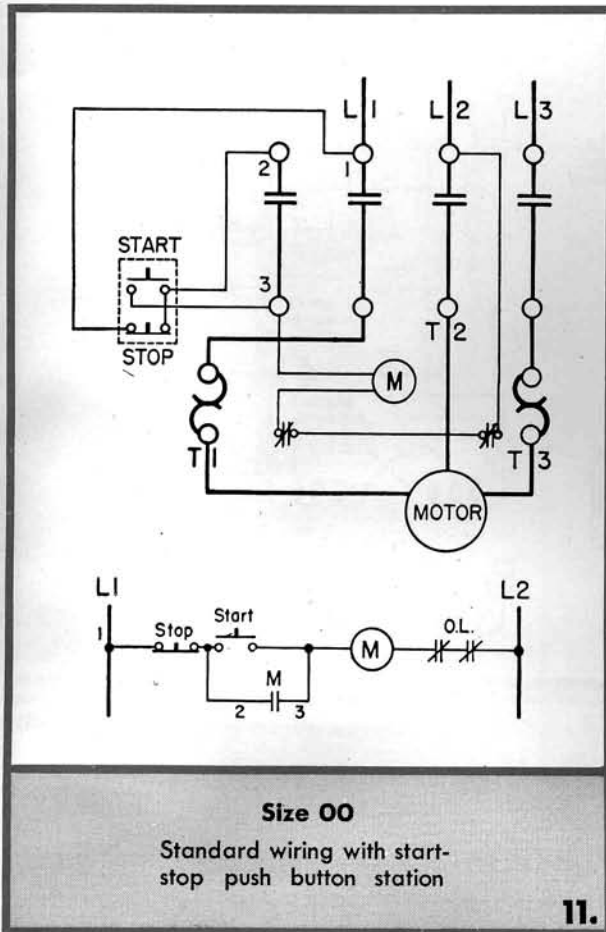 L1 L2 L3
2 1
START
3
STOP
T2
M
T1 T3
MOTOR
L1 L2
1 Stop Start O.L.
M
M
2 3
Size 00
Standard wiring with start-
stop push button station
11.